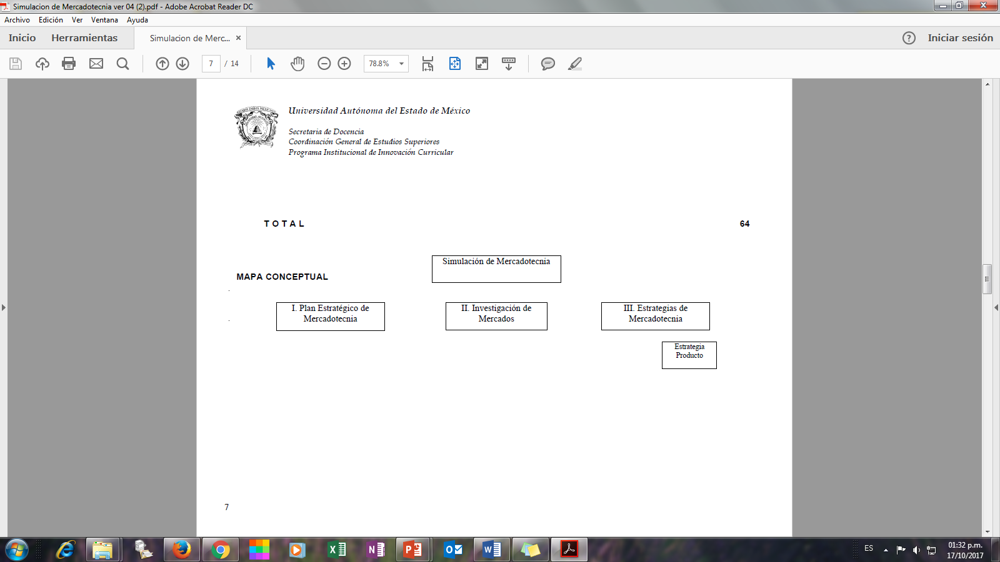 Simulacion de Mercadotecnia ver 04 (2).pdf - Adobe Acrobat Reader DC
Archivo Edición Ver Ventana Ayuda
Inicio Herramientas Simulacion de Merc... × ? Iniciar sesión
7 / 14 78.8%
Universidad Autónoma del Estado de México
Secretaria de Docencia
Coordinación General de Estudios Superiores
Programa Institucional de Innovación Curricular
T O T A L 64
Simulación de Mercadotecnia
MAPA CONCEPTUAL
I. Plan Estratégico de
Mercadotecnia
II. Investigación de
Mercados
III. Estrategias de
Mercadotecnia
Estrategia
Producto
7
ES 01:32 p.m.
17/10/2017